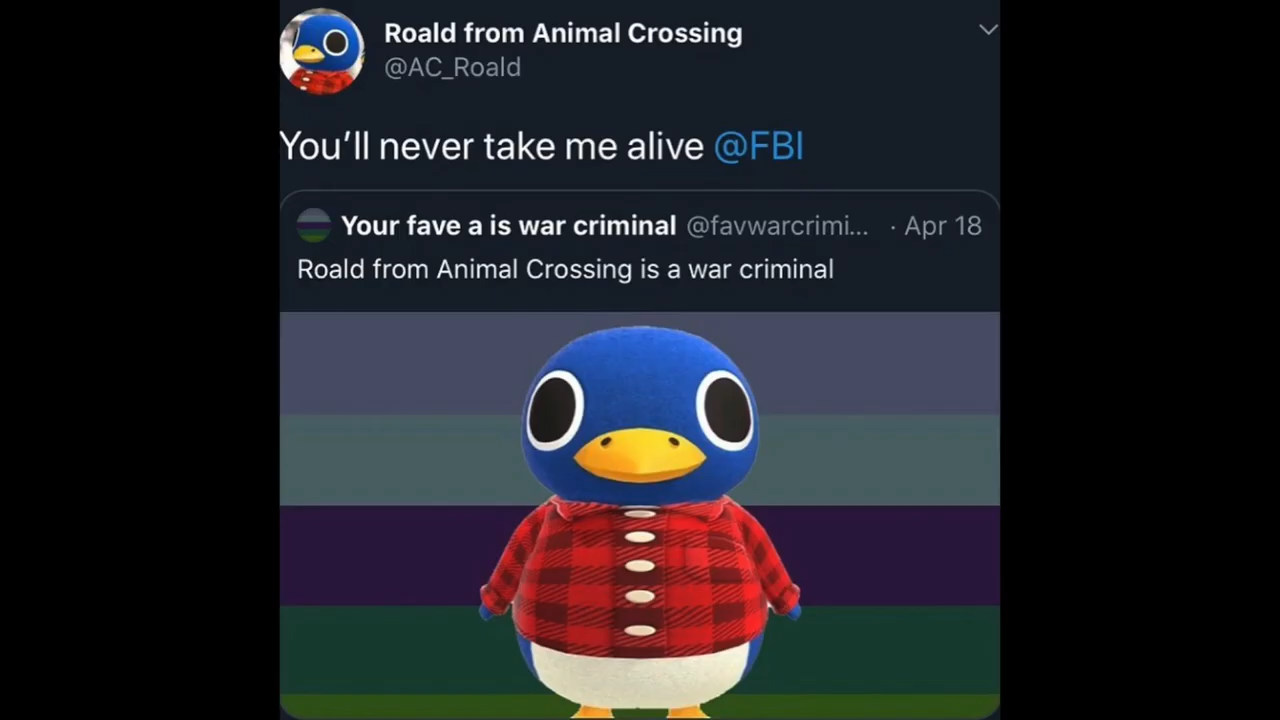 Roald from Animal Crossing
@AC_Roald
You’ll never take me alive @FBI
Your fave a is war criminal @favwarcrimi... · Apr 18
Roald from Animal Crossing is a war criminal